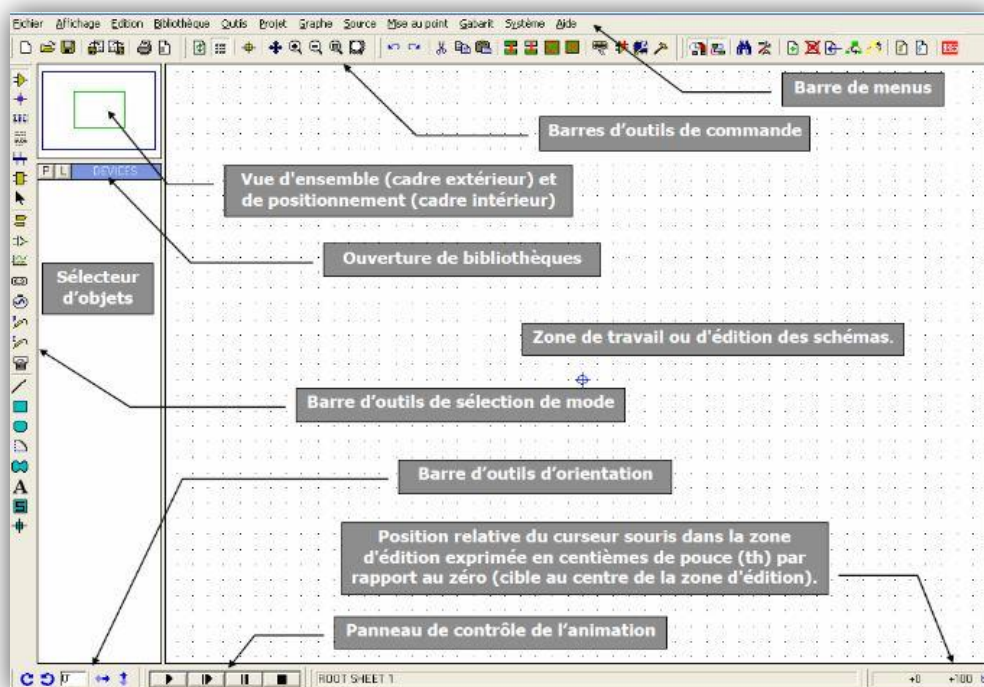 Fichier Affichage Edition Bibliothèque Outils Projet Graphe Source Mise au point Gabarit Système Aide
Barre de menus
Barres d'outils de commande
P L DEVICES
Vue d'ensemble (cadre extérieur) et
de positionnement (cadre intérieur)
Ouverture de bibliothèques
Sélecteur
d'objets
Zone de travail ou d'édition des schémas.
Barre d'outils de sélection de mode
A
S
Barre d'outils d'orientation
Position relative du curseur souris dans la zone
d'édition exprimée en centièmes de pouce (th) par
rapport au zéro (cible au centre de la zone d'édition).
Panneau de contrôle de l'animation
ROOT SHEET 1
+0 +100